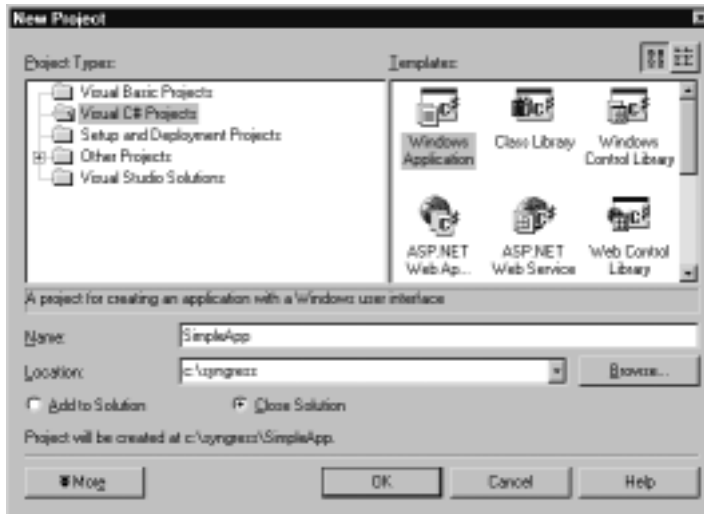 New Project
Project Types:
Templates:
Visual Basic Projects
Visual C# Projects
Setup and Deployment Projects
Other Projects
Visual Studio Solutions
Windows Application
Class Library
Windows Control Library
ASP.NET Web Ap...
ASP.NET Web Service
Web Control Library
A project for creating an application with a Windows user interface
Name:
SimpleApp
Location:
c:\syngress
Browse...
Add to Solution
Close Solution
Project will be created at c:\syngress\SimpleApp.
More
OK
Cancel
Help